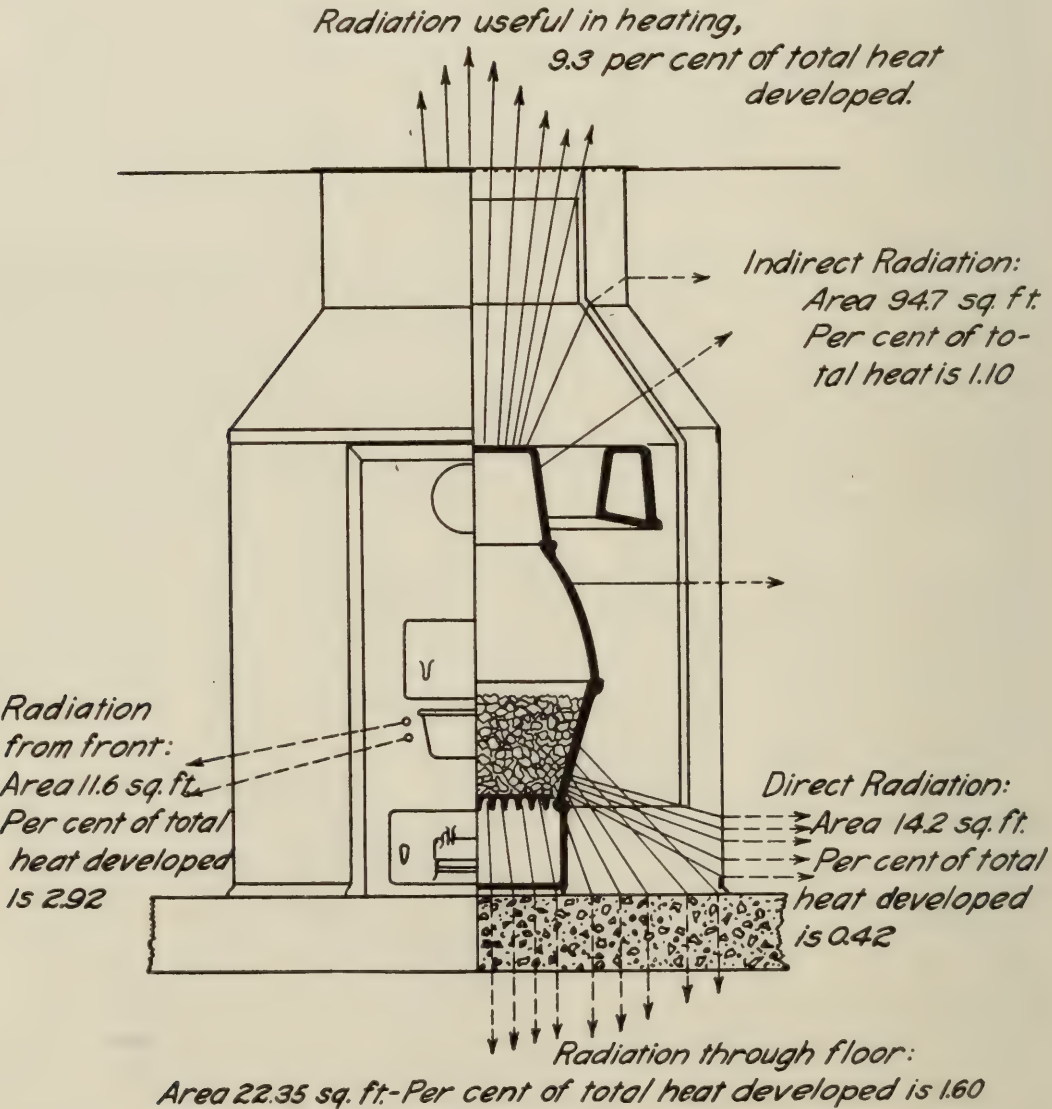 Radiation useful in heating,
9.3 per cent of total heat
developed.
Indirect Radiation:
Area 94.7 sq. ft.
Per cent of to-
tal heat is 1.10
Radiation
from front:
Area 11.6 sq. ft.
Per cent of total
heat developed
is 2.92
Direct Radiation:
Area 14.2 sq. ft.
Per cent of total
heat developed
is 0.42
Radiation through floor:
Area 22.35 sq. ft.-Per cent of total heat developed is 1.60